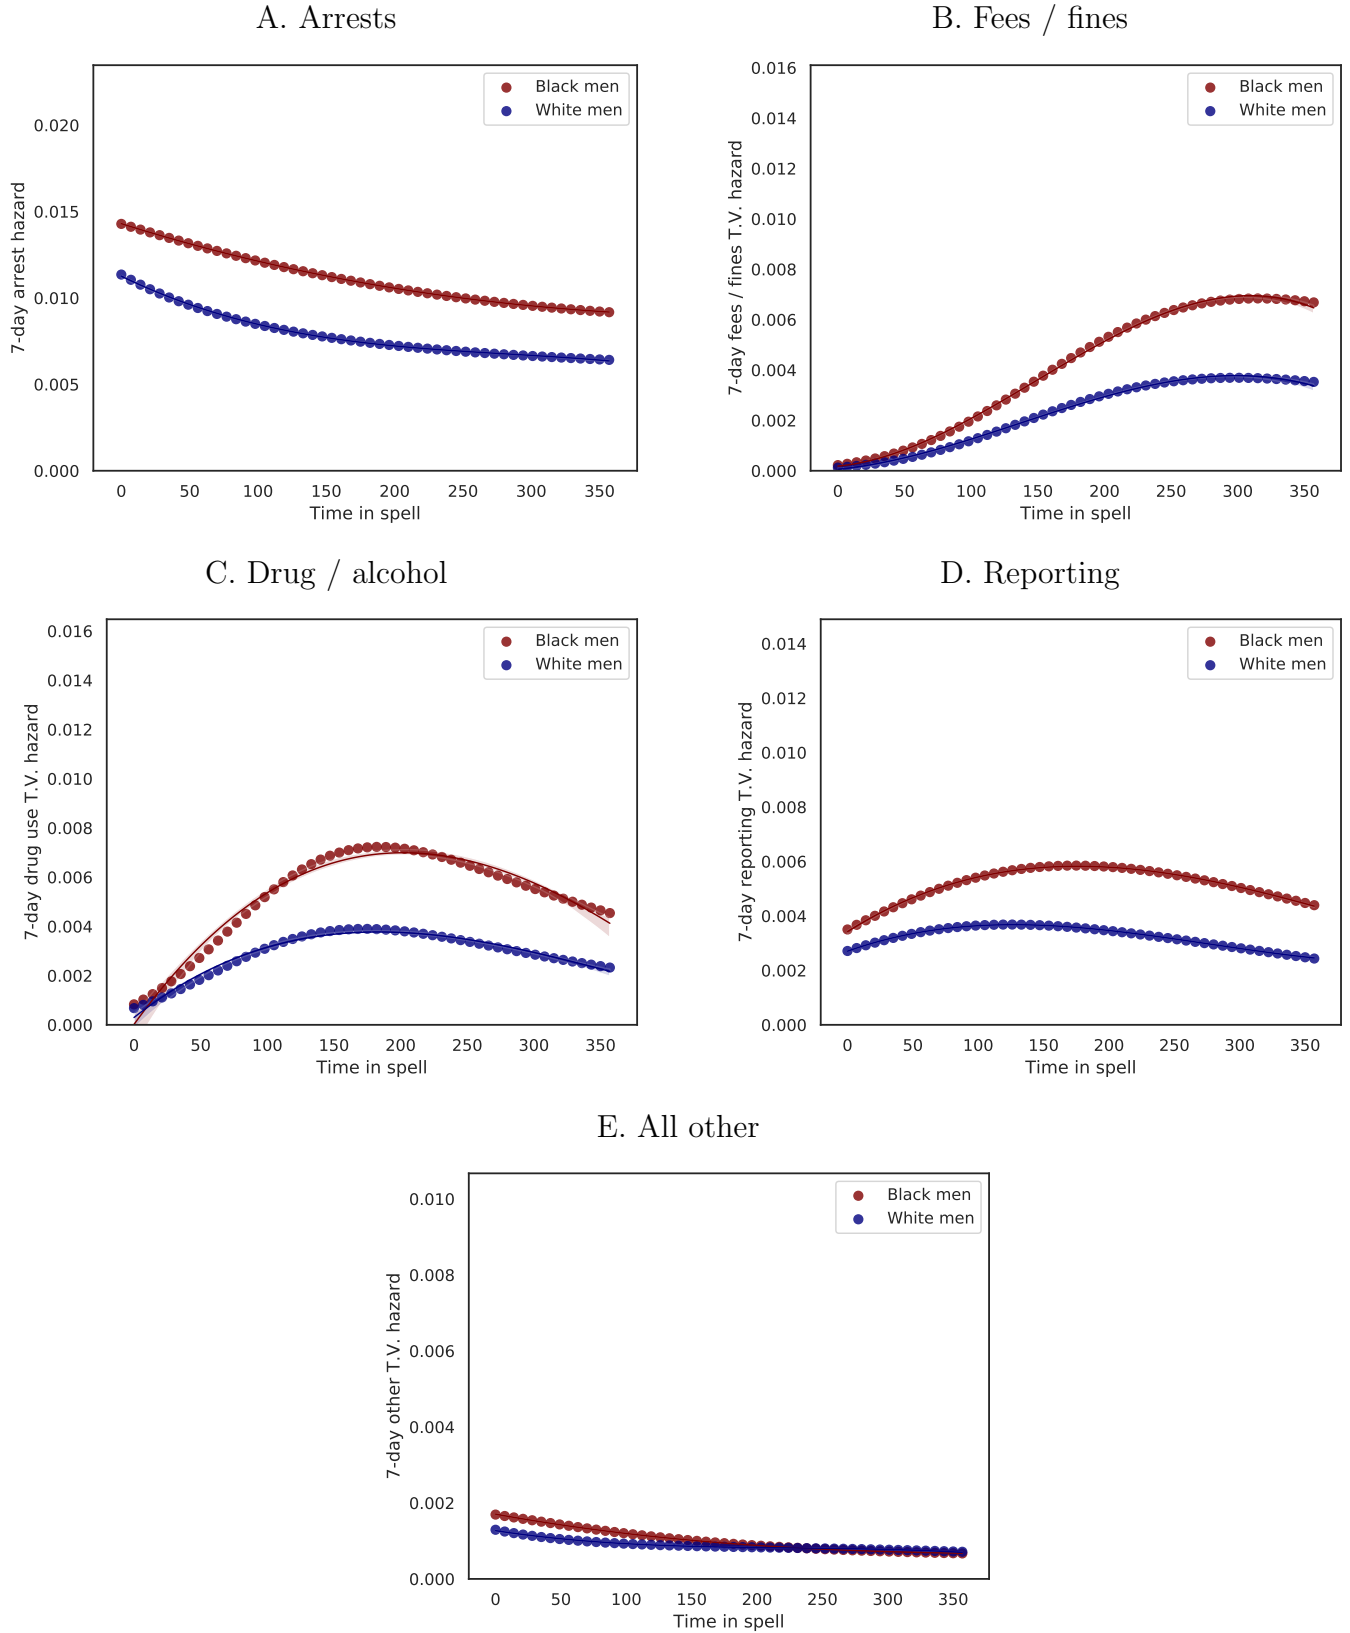 A. Arrests
Black men
White men
0.020
0.015
0.010
0.005
0.000
7-day arrest hazard
0 50 100 150 200 250 300 350
Time in spell
B. Fees / fines
Black men
White men
0.016
0.014
0.012
0.010
0.008
0.006
0.004
0.002
0.000
7-day fees / fines T.V. hazard
0 50 100 150 200 250 300 350
Time in spell
C. Drug / alcohol
Black men
White men
0.016
0.014
0.012
0.010
0.008
0.006
0.004
0.002
0.000
7-day drug use T.V. hazard
0 50 100 150 200 250 300 350
Time in spell
D. Reporting
Black men
White men
0.014
0.012
0.010
0.008
0.006
0.004
0.002
0.000
7-day reporting T.V. hazard
0 50 100 150 200 250 300 350
Time in spell
E. All other
Black men
White men
0.010
0.008
0.006
0.004
0.002
0.000
7-day other T.V. hazard
0 50 100 150 200 250 300 350
Time in spell